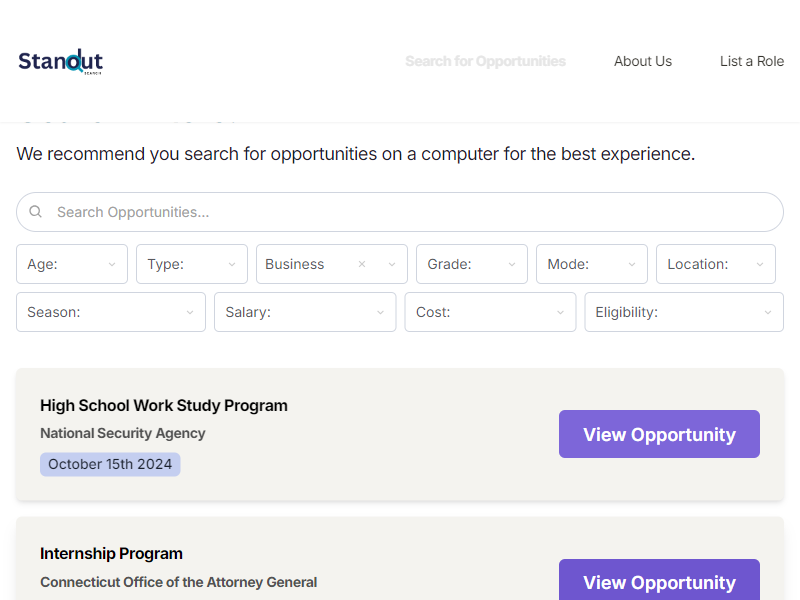 Standut
SEARCH
Search for Opportunities
About Us
List a Role
We recommend you search for opportunities on a computer for the best experience.
Search Opportunities...
Age:
Type:
Business
Grade:
Mode:
Location:
Season:
Salary:
Cost:
Eligibility:
High School Work Study Program
National Security Agency
October 15th 2024
View Opportunity
Internship Program
Connecticut Office of the Attorney General
View Opportunity